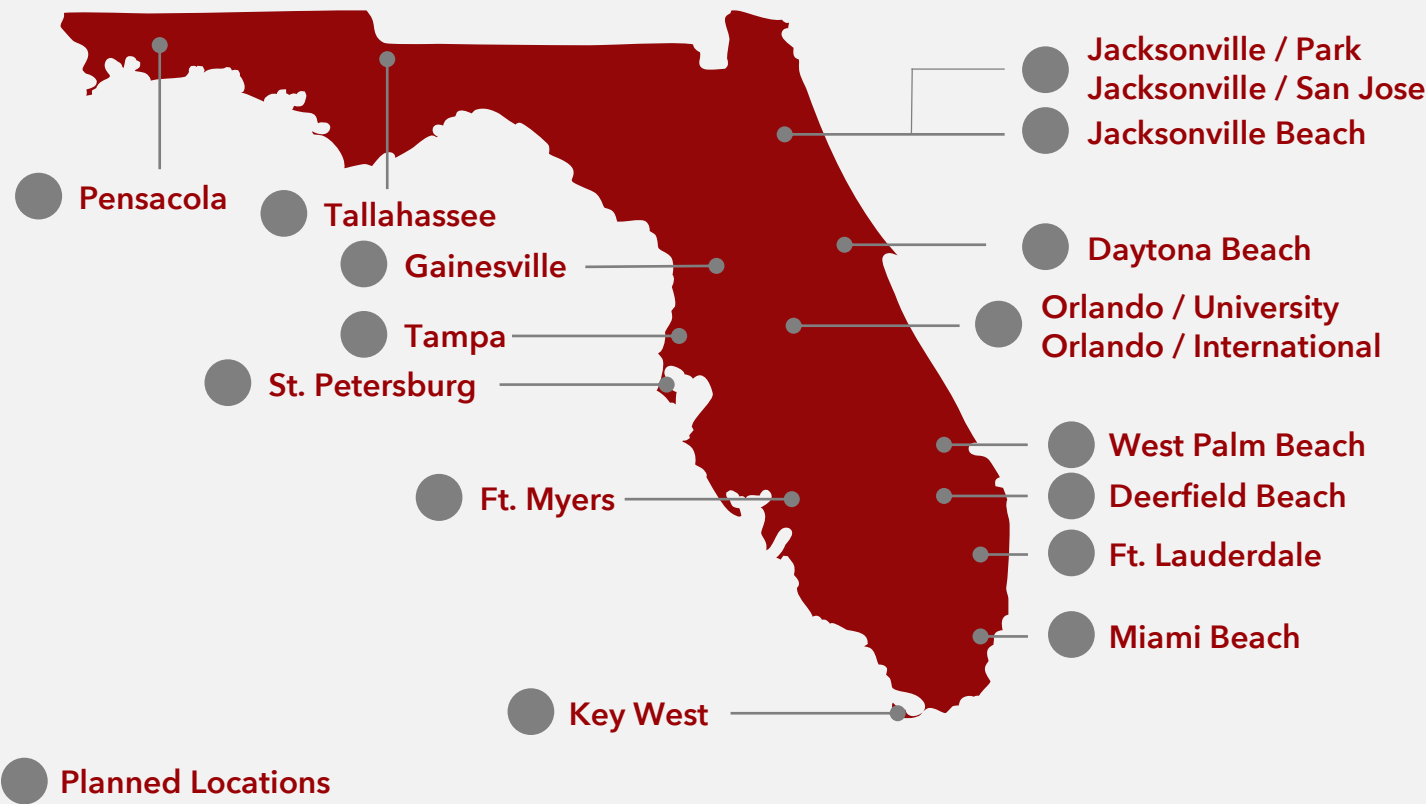 Jacksonville / Park
Jacksonville / San Jose
Jacksonville Beach
Pensacola
Tallahassee
Gainesville
Daytona Beach
Orlando / University
Orlando / International
Tampa
St. Petersburg
West Palm Beach
Deerfield Beach
Ft. Myers
Ft. Lauderdale
Miami Beach
Key West
Planned Locations